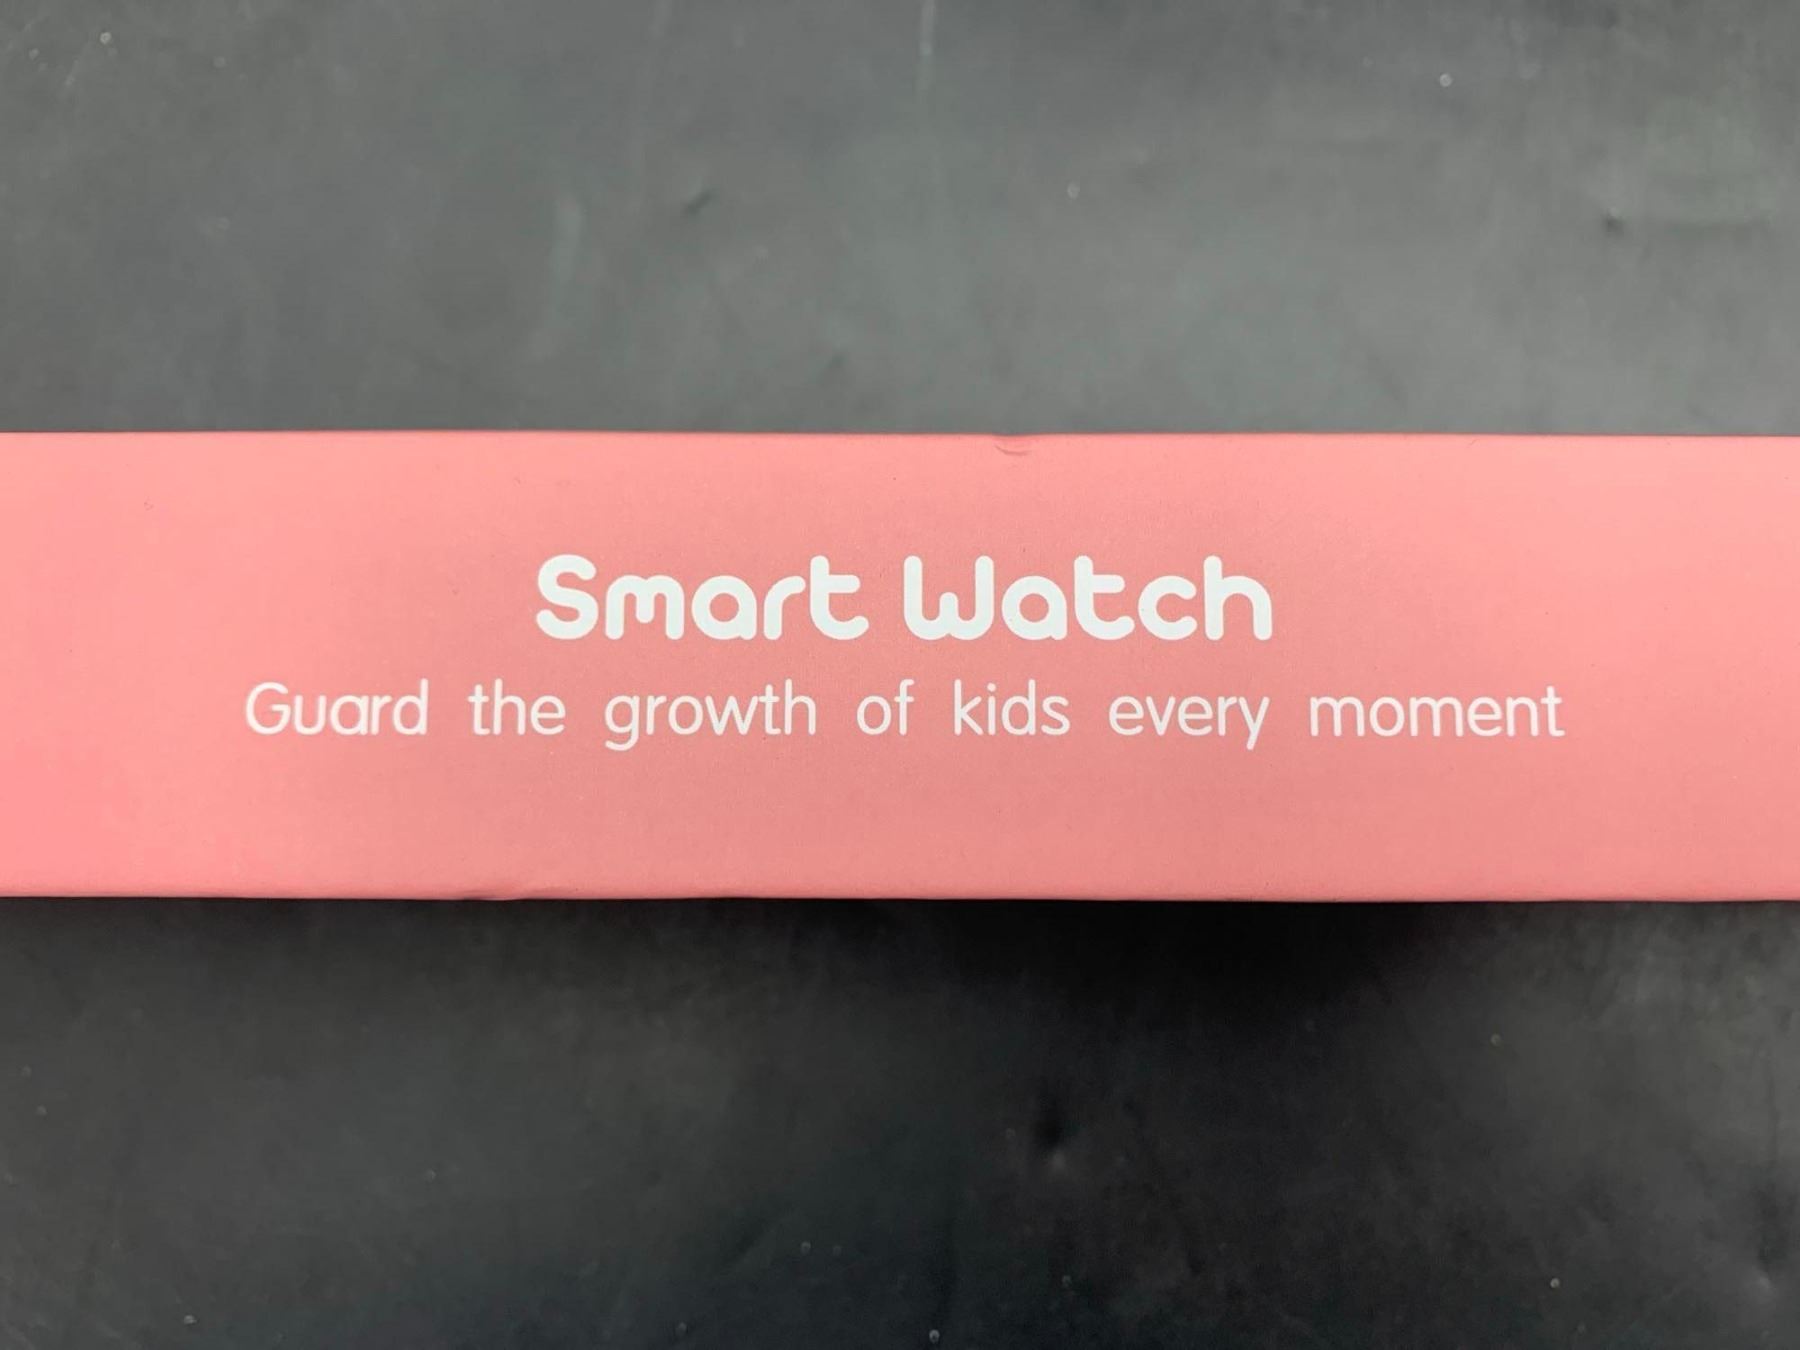 Smart Watch
Guard the growth of kids every moment